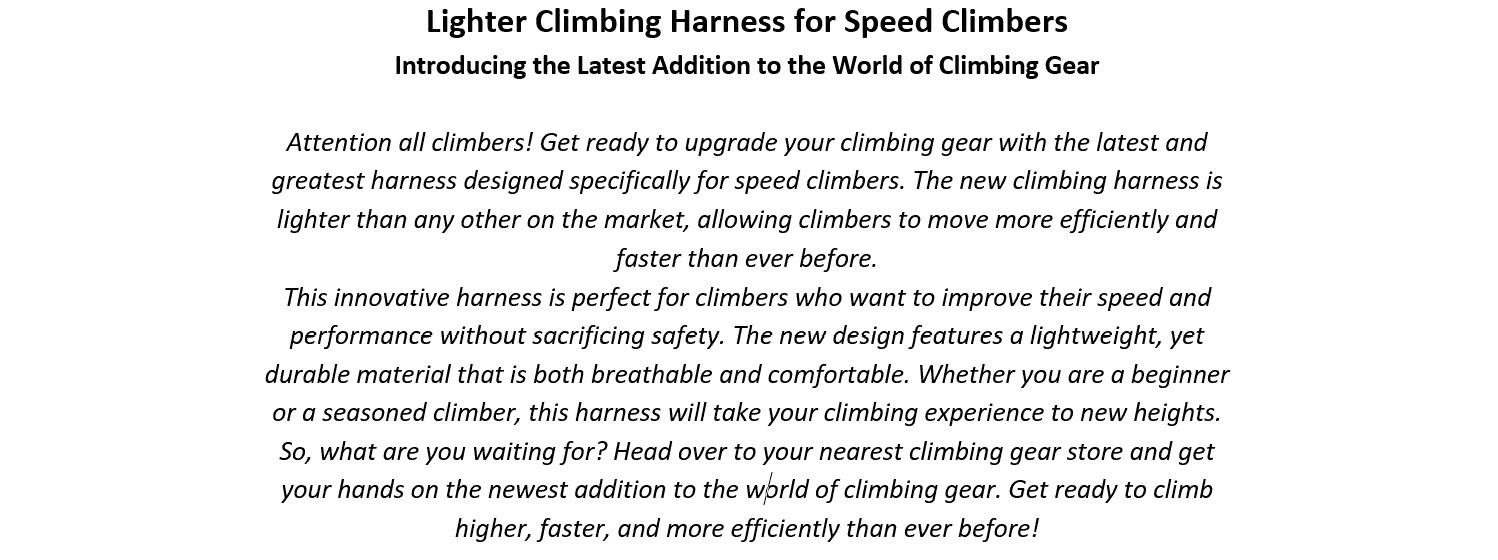 Lighter Climbing Harness for Speed Climbers
Introducing the Latest Addition to the World of Climbing Gear
Attention all climbers! Get ready to upgrade your climbing gear with the latest and
greatest harness designed specifically for speed climbers. The new climbing harness is
lighter than any other on the market, allowing climbers to move more efficiently and
faster than ever before.
This innovative harness is perfect for climbers who want to improve their speed and
performance without sacrificing safety. The new design features a lightweight, yet
durable material that is both breathable and comfortable. Whether you are a beginner
or a seasoned climber, this harness will take your climbing experience to new heights.
So, what are you waiting for? Head over to your nearest climbing gear store and get
your hands on the newest addition to the world of climbing gear. Get ready to climb
higher, faster, and more efficiently than ever before!